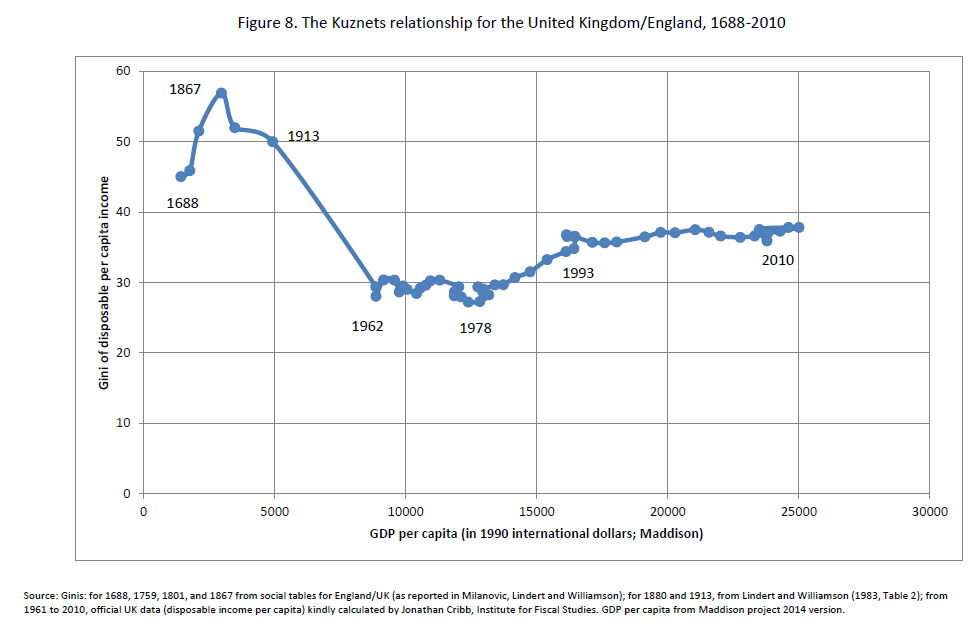 Figure 8. The Kuznets relationship for the United Kingdom/England, 1688-2010
60
50
40
30
20
10
0
Gini of disposable per capita income
1867
1688
1913
1962
1978
1993
2010
0 5000 10000 15000 20000 25000 30000
GDP per capita (in 1990 international dollars; Maddison)
Source: Ginis: for 1688, 1759, 1801, and 1867 from social tables for England/UK (as reported in Milanovic, Lindert and Williamson); for 1880 and 1913, from Lindert and Williamson (1983, Table 2); from
1961 to 2010, official UK data (disposable income per capita) kindly calculated by Jonathan Cribb, Institute for Fiscal Studies. GDP per capita from Maddison project 2014 version.